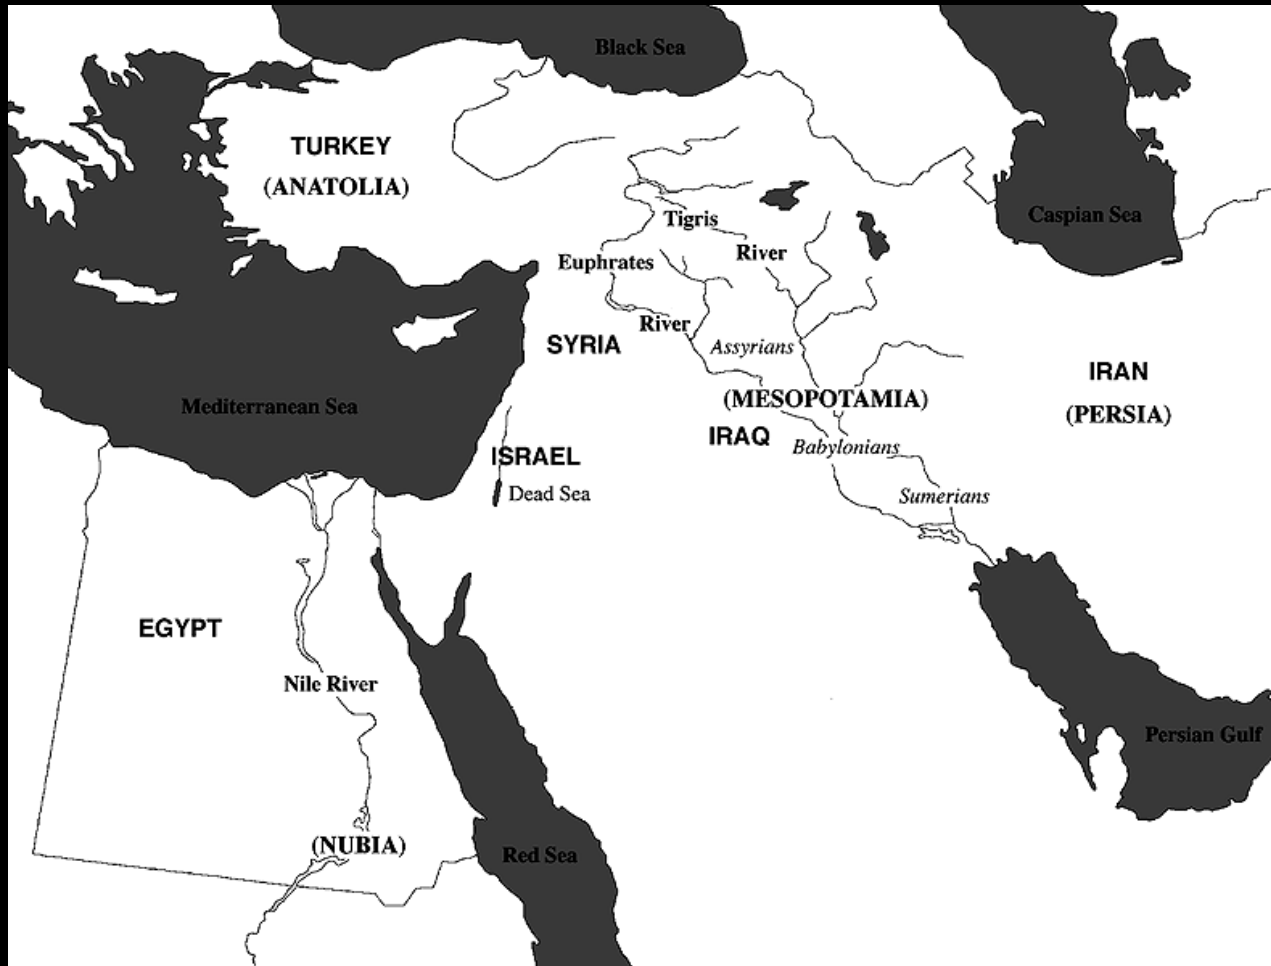 Black Sea
TURKEY
(ANATOLIA)
Caspian Sea
Tigris
River
Euphrates
River
SYRIA
Assyrians
IRAN
(PERSIA)
(MESOPOTAMIA)
Mediterranean Sea
IRAQ
Babylonians
ISRAEL
Dead Sea
Sumerians
EGYPT
Nile River
Persian Gulf
(NUBIA)
Red Sea